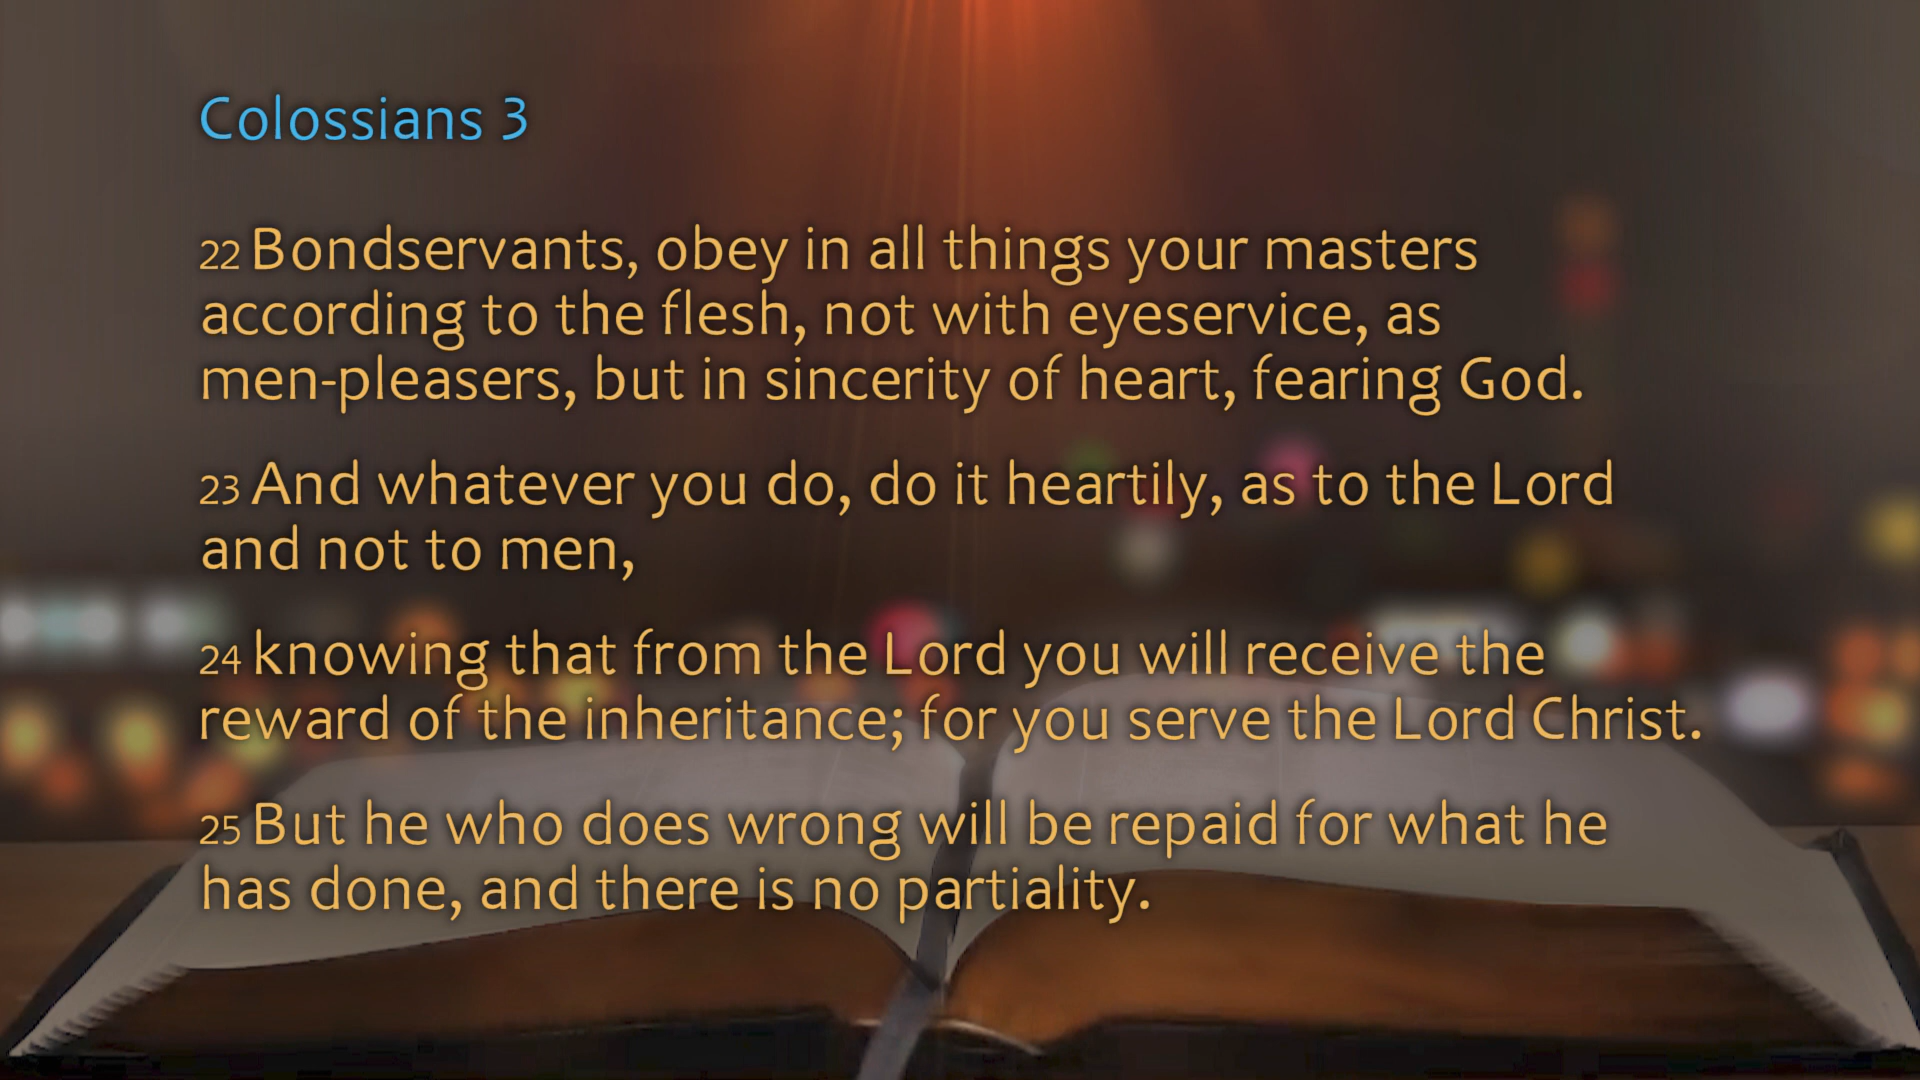 Colossians 3
22 Bondservants, obey in all things your masters
according to the flesh, not with eyeservice, as
men-pleasers, but in sincerity of heart, fearing God.
23 And whatever you do, do it heartily, as to the Lord
and not to men,
24 knowing that from the Lord you will receive the
reward of the inheritance; for you serve the Lord Christ.
25 But he who does wrong will be repaid for what he
has done, and there is no partiality.